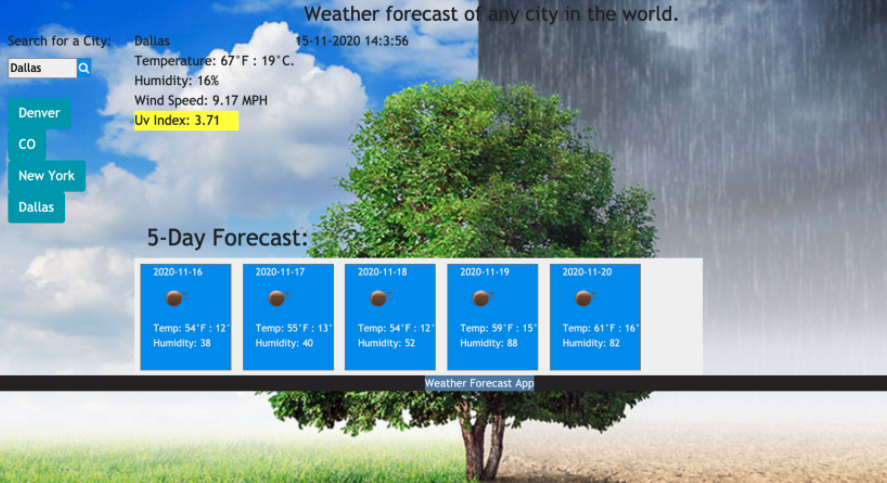 Weather forecast of any city in the world.
Search for a City:
Dallas
Denver
CO
New York
Dallas
Dallas 15-11-2020 14:3:56
Temperature: 67°F : 19°C.
Humidity: 16%
Wind Speed: 9.17 MPH
Uv Index: 3.71
5-Day Forecast:
2020-11-16
Temp: 54°F : 12°
Humidity: 38
2020-11-17
Temp: 55°F : 13°
Humidity: 40
2020-11-18
Temp: 54°F : 12°
Humidity: 52
2020-11-19
Temp: 59°F : 15°
Humidity: 88
2020-11-20
Temp: 61°F : 16°
Humidity: 82
Weather Forecast App